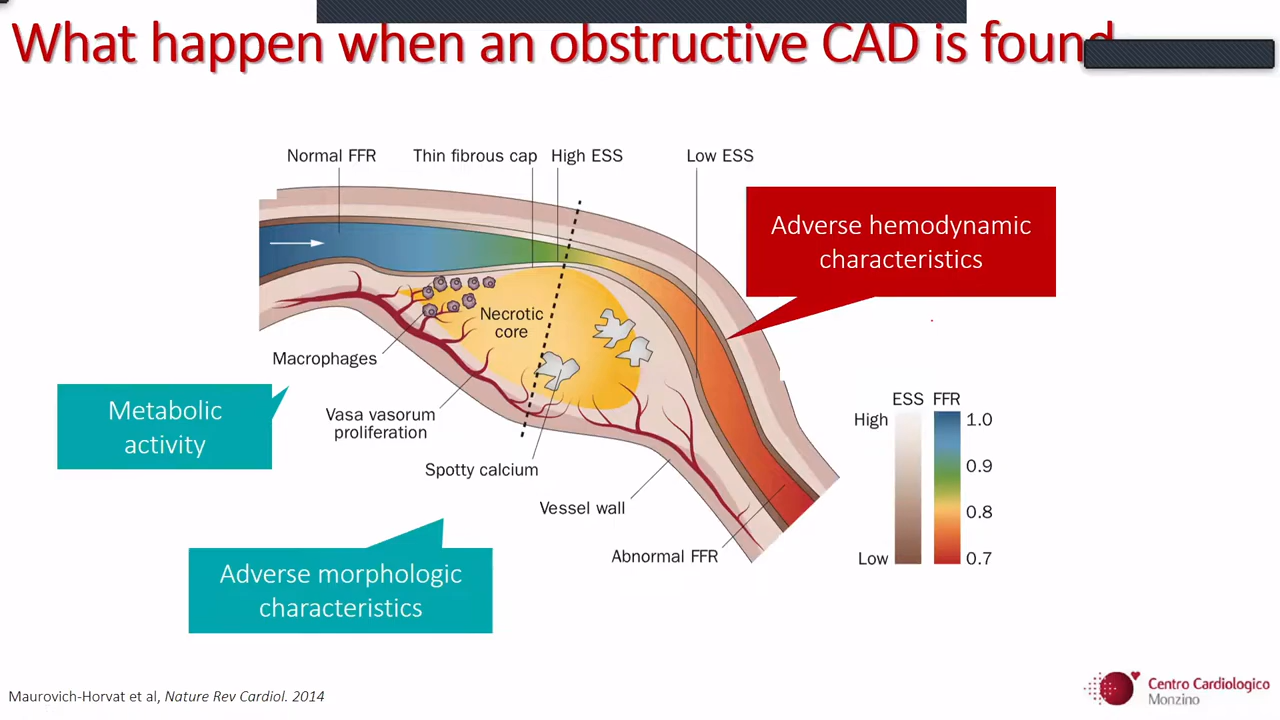 What happen when an obstructive CAD is found
Normal FFR
Thin fibrous cap
High ESS
Low ESS
Adverse hemodynamic
characteristics
Necrotic
core
Macrophages
Metabolic
activity
Vasa vasorum
proliferation
Spotty calcium
Vessel wall
Abnormal FFR
Adverse morphologic
characteristics
ESS FFR
High 1.0
0.9
0.8
Low 0.7
Maurovich-Horvat et al, Nature Rev Cardiol. 2014
Centro Cardiologico
Monzino